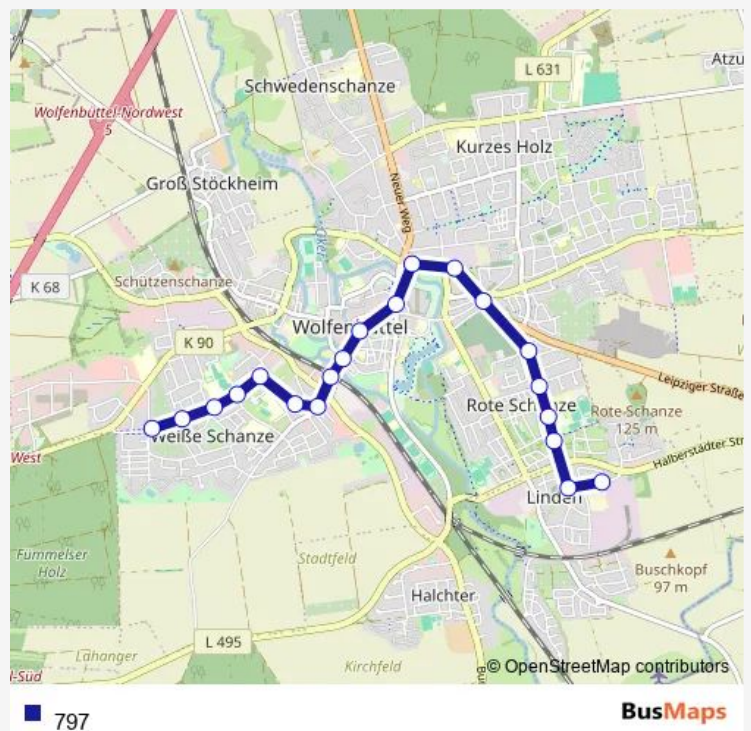 Schwedenschanze
L 631
Atzu
Wolfenbüttel-Nordwest
5
Kurzes Holz
Groß Stöckheim
Neuer Weg
Oker
K 68
Schützenschanze
Wolfenbüttel
K 90
Leipziger Straße
Rote Schanze
Rote-Schanze
125 m
Weiße Schanze
West
Halberstädter Str
Linden
Fümmelser
Holz
Stadtfeld
Buschkopf
97 m
Halchter
L 495
Lahanger
Kirchfeld
l-Süd
© OpenStreetMap contributors
797
BusMaps